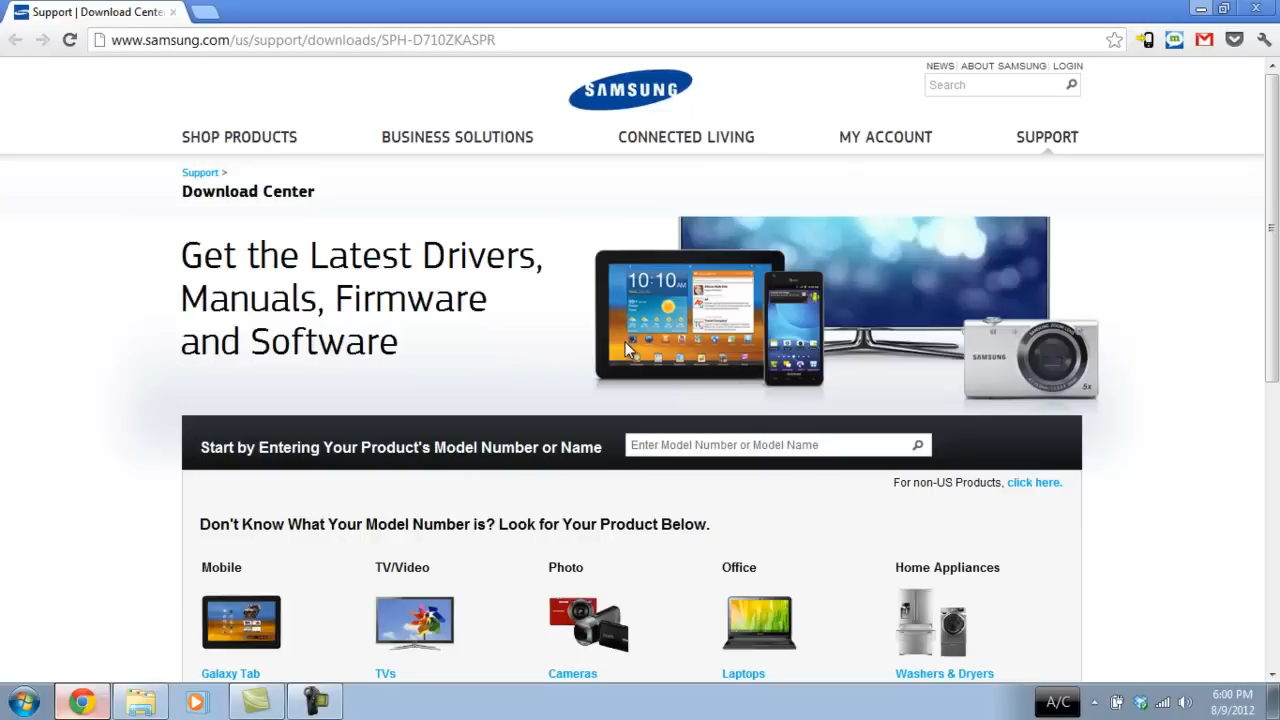 Support | Download Cente
www.samsung.com/us/support/downloads/SPH-D710ZKASPR
NEWS | ABOUT SAMSUNG | LOGIN
SAMSUNG
Search
SHOP PRODUCTS
BUSINESS SOLUTIONS
CONNECTED LIVING
MY ACCOUNT
SUPPORT
Support >
Download Center
Get the Latest Drivers,
Manuals, Firmware
and Software
10:10 AM
SAMSUNG
5x
Start by Entering Your Product's Model Number or Name
Enter Model Number or Model Name
For non-US Products, click here.
Don't Know What Your Model Number is? Look for Your Product Below.
Mobile
TV/Video
Photo
Office
Home Appliances
Galaxy Tab
TVs
Cameras
Laptops
Washers & Dryers
A/C
6:00 PM
8/9/2012